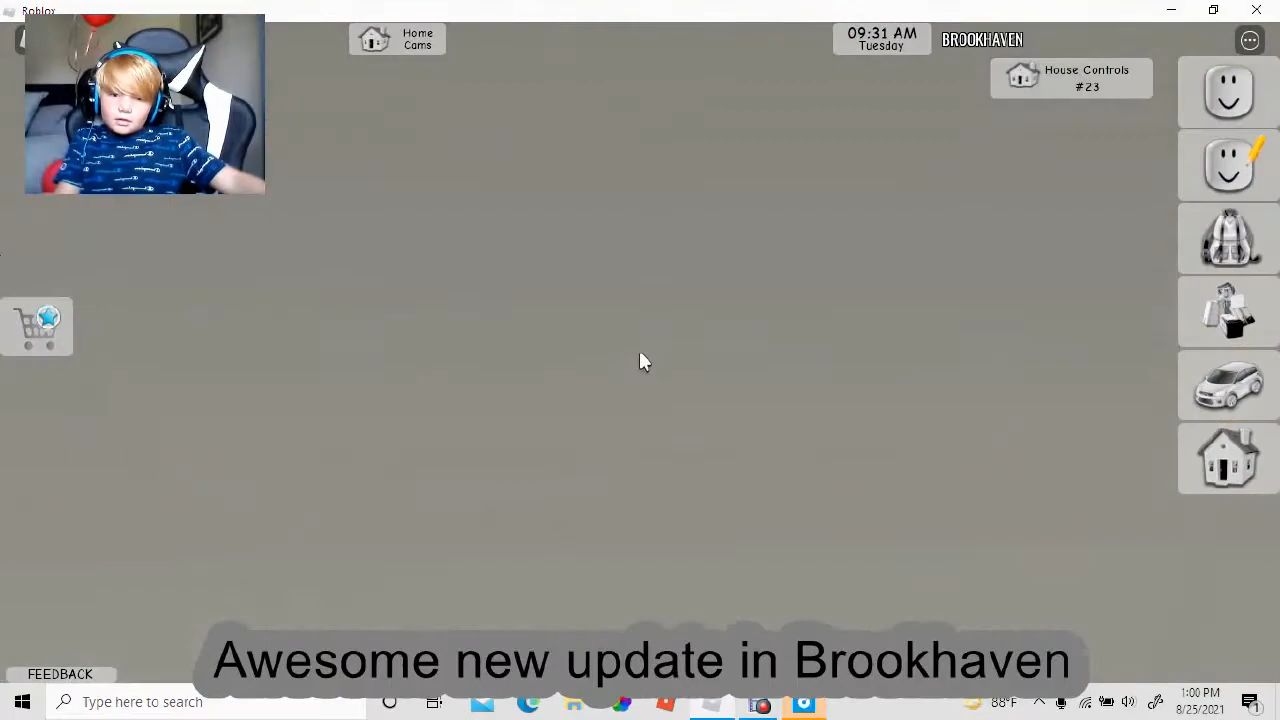 Roblox
Home
Cams
09:31 AM
Tuesday
BROOKHAVEN
House Controls
#23
FEEDBACK
Awesome new update in Brookhaven
Type here to search
88°F
1:00 PM
8/25/2021
1